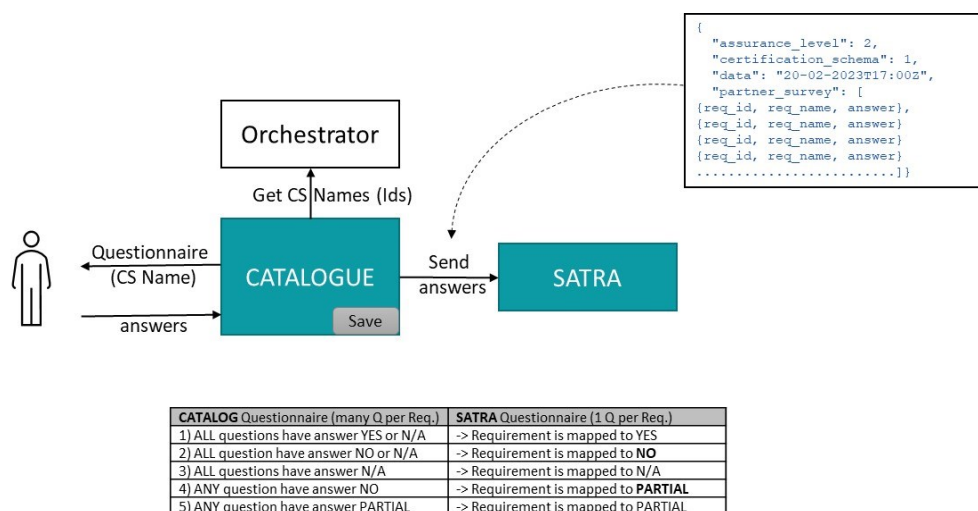 {
"assurance_level": 2,
"certification_schema": 1,
"data": "20-02-2023T17:00Z",
"partner_survey": [
{req_id, req_name, answer},
{req_id, req_name, answer}
{req_id, req_name, answer}
{req_id, req_name, answer}
.........................]}
Orchestrator
Get CS Names (Ids)
Questionnaire
(CS Name)
answers
CATALOGUE
Save
Send
answers
SATRA
CATALOG Questionnaire (many Q per Req.) SATRA Questionnaire (1 Q per Req.)
1) ALL questions have answer YES or N/A -> Requirement is mapped to YES
2) ALL question have answer NO or N/A -> Requirement is mapped to NO
3) ALL questions have answer N/A -> Requirement is mapped to N/A
4) ANY question have answer NO -> Requirement is mapped to PARTIAL
5) ANY question have answer PARTIAL -> Requirement is mapped to PARTIAL